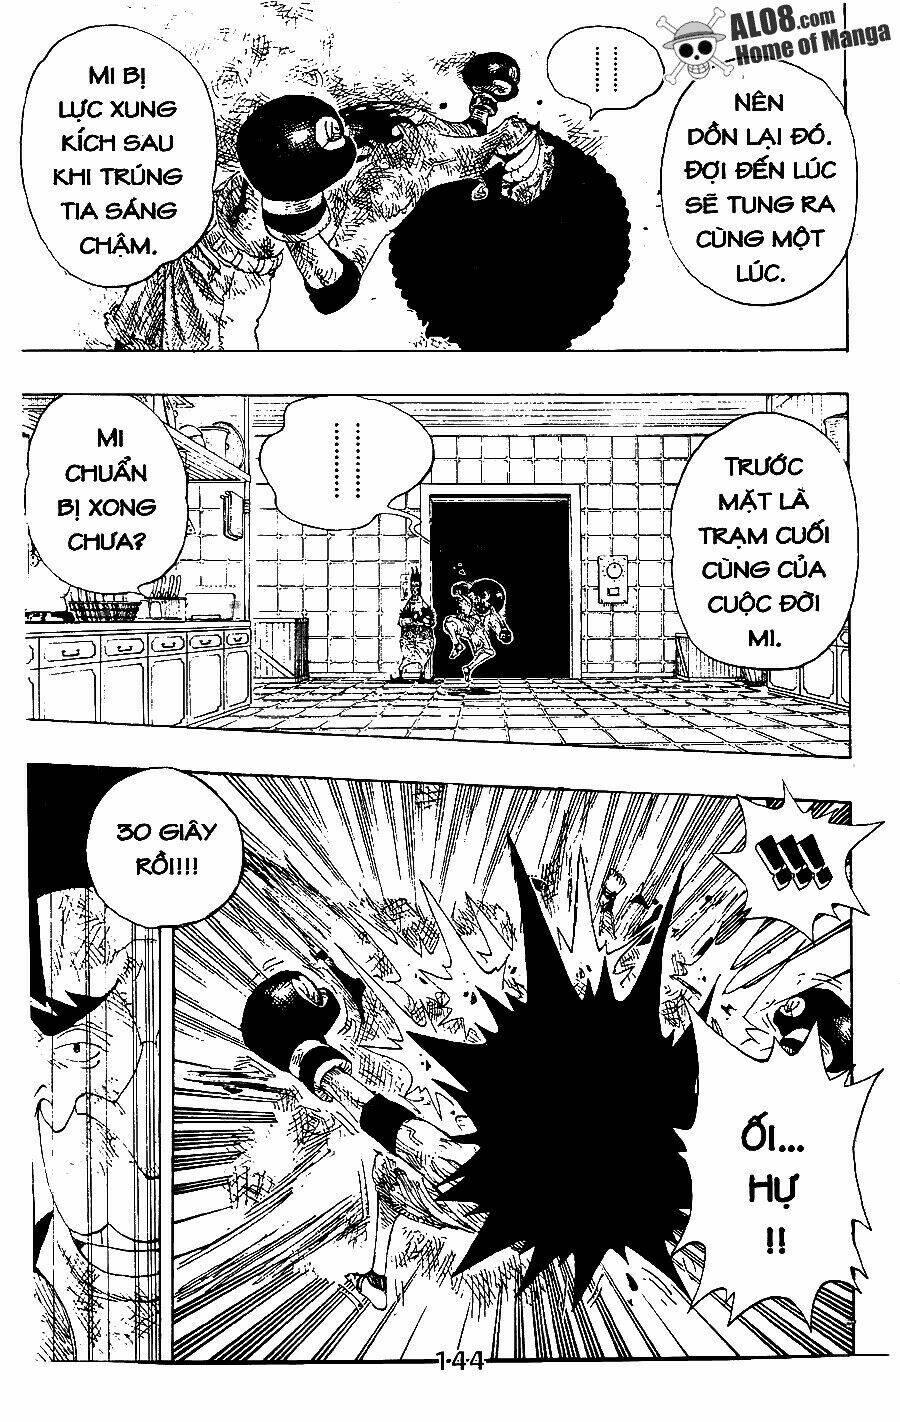 AL08.com
Home of Manga
MI BỊ
LỰC XUNG
KÍCH SAU
KHI TRÚNG
TIA SÁNG
CHẬM.
NÊN
DỒN LẠI ĐÓ.
ĐỢI ĐẾN LÚC
SẼ TUNG RA
CÙNG MỘT
LÚC.
MI
CHUẨN
BỊ XONG
CHƯA?
TRƯỚC
MẶT LÀ
TRẠM CUỐI
CÙNG CỦA
CUỘC ĐỜI
MI.
30 GIÂY
RỒI!!!!
!!!!
ỐI...
HỰ
!!
144